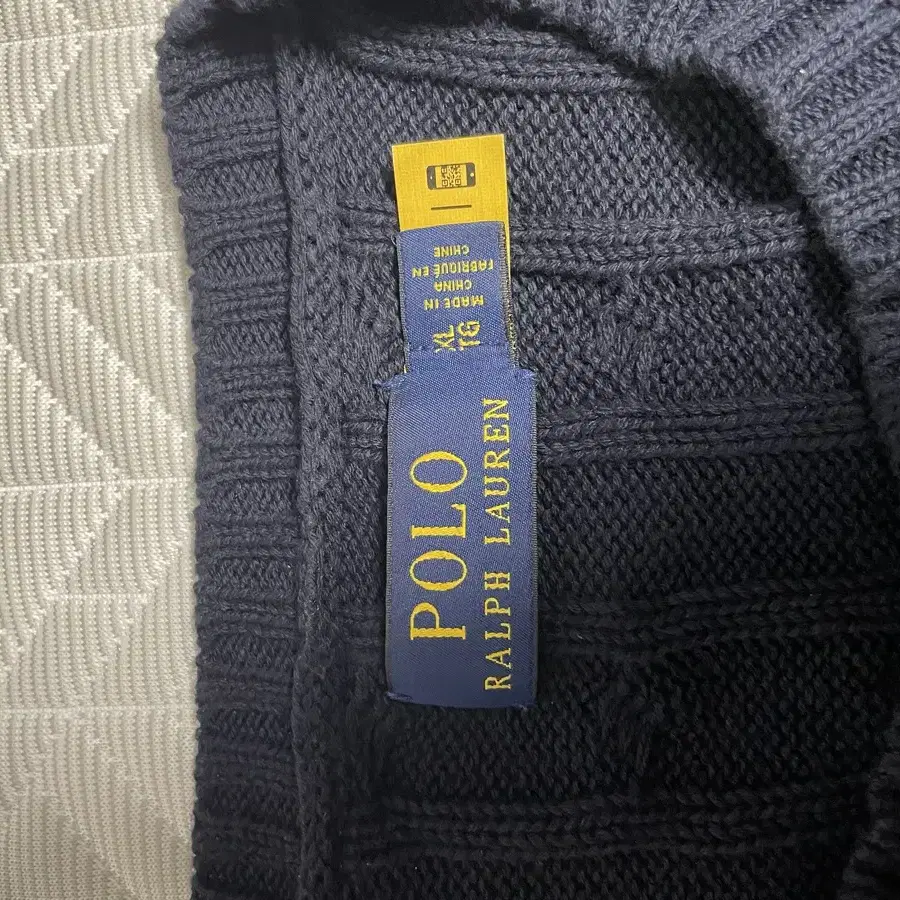 POLO
RALPH LAUREN
XL
TG
MADE IN
CHINA
FABRIQUÉ EN
CHINE